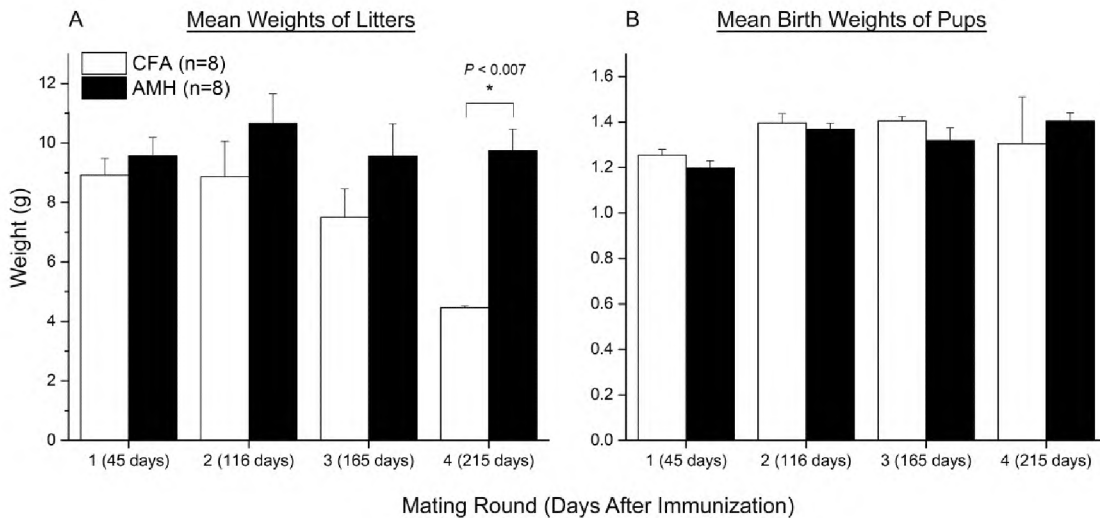 A
Mean Weights of Litters
CFA (n=8)
AMH (n=8)
P < 0.007
*
12
10
8
6
4
2
0
Weight (g)
1 (45 days) 2 (116 days) 3 (165 days) 4 (215 days)
B
Mean Birth Weights of Pups
1.6
1.4
1.2
1.0
0.8
0.6
0.4
0.2
0.0
1 (45 days) 2 (116 days) 3 (165 days) 4 (215 days)
Mating Round (Days After Immunization)